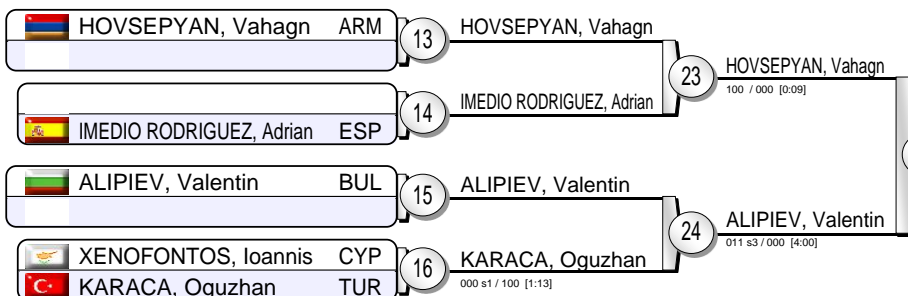 HOVSEPYAN, Vahagn ARM
13
HOVSEPYAN, Vahagn
23
HOVSEPYAN, Vahagn
100 / 000 [0:09]
14
IMEDIO RODRIGUEZ, Adrian
IMEDIO RODRIGUEZ, Adrian ESP
ALIPIEV, Valentin BUL
15
ALIPIEV, Valentin
24
ALIPIEV, Valentin
011 s3 / 000 [4:00]
XENOFONTOS, Ioannis CYP
16
KARACA, Oguzhan
000 s1 / 100 [1:13]
KARACA, Oguzhan TUR